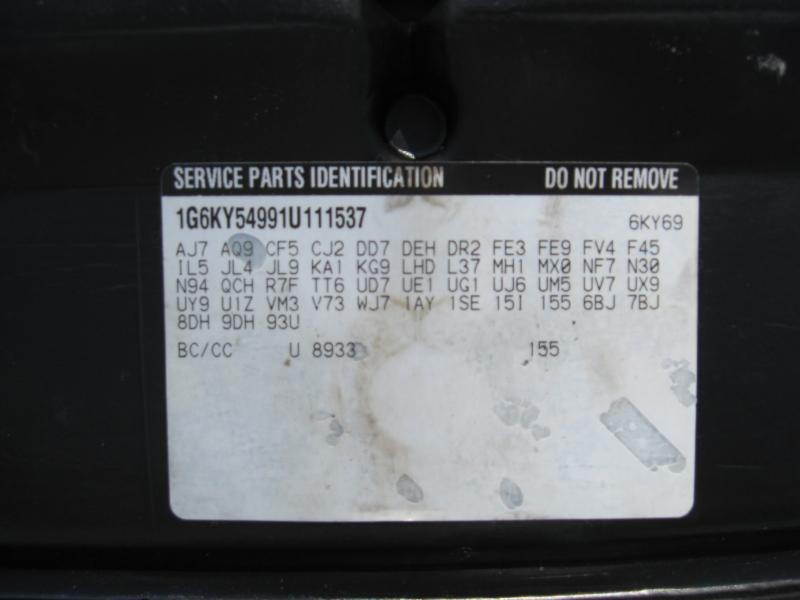 SERVICE PARTS IDENTIFICATION DO NOT REMOVE
1G6KY54991U111537 6KY69
AJ7 AQ9 CF5 CJ2 DD7 DEH DR2 FE3 FE9 FV4 F45
IL5 JL4 JL9 KA1 KG9 LHD L37 MH1 MX0 NF7 N30
N94 QCH R7F TT6 UD7 UE1 UG1 UJ6 UM5 UV7 UX9
UY9 U1Z VM3 V73 WJ7 1AY 1SE 15I 155 6BJ 7BJ
8DH 9DH 93U
BC/CC U 8933 155